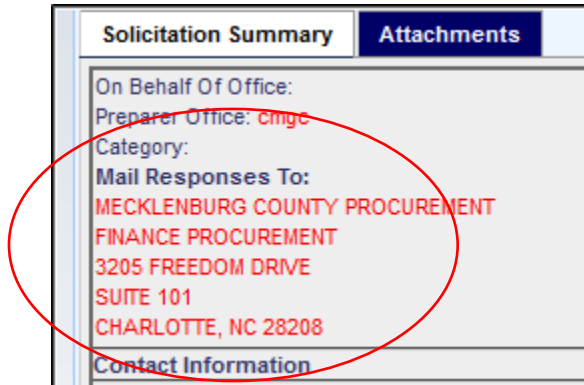 Solicitation Summary Attachments
On Behalf Of Office:
Preparer Office: cmgc
Category:
Mail Responses To:
MECKLENBURG COUNTY PROCUREMENT
FINANCE PROCUREMENT
3205 FREEDOM DRIVE
SUITE 101
CHARLOTTE, NC 28208
Contact Information